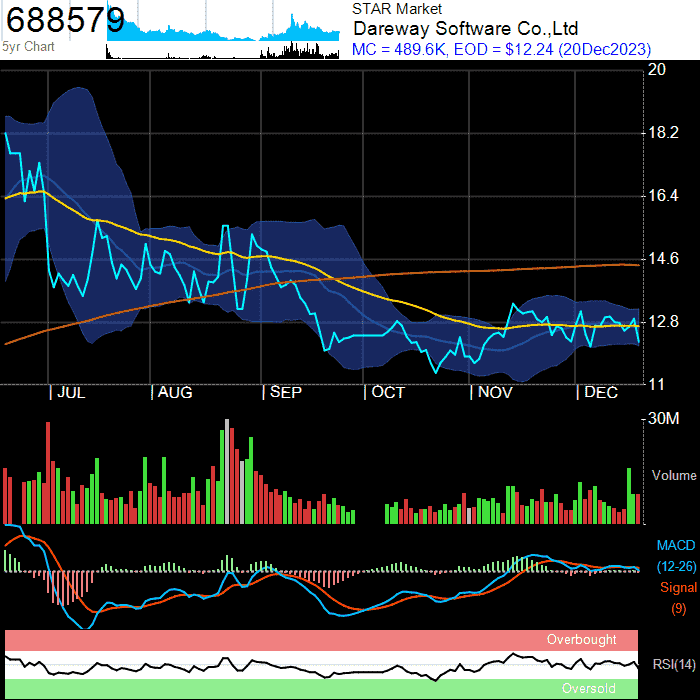 688579
5yr Chart
STAR Market
Dareway Software Co.,Ltd
MC = 489.6K, EOD = $12.24 (20Dec2023)
20
18.2
16.4
14.6
12.8
11
| JUL | AUG | SEP | OCT | NOV | DEC
30M
Volume
MACD
(12-26)
Signal
(9)
Overbought
RSI(14)
Oversold